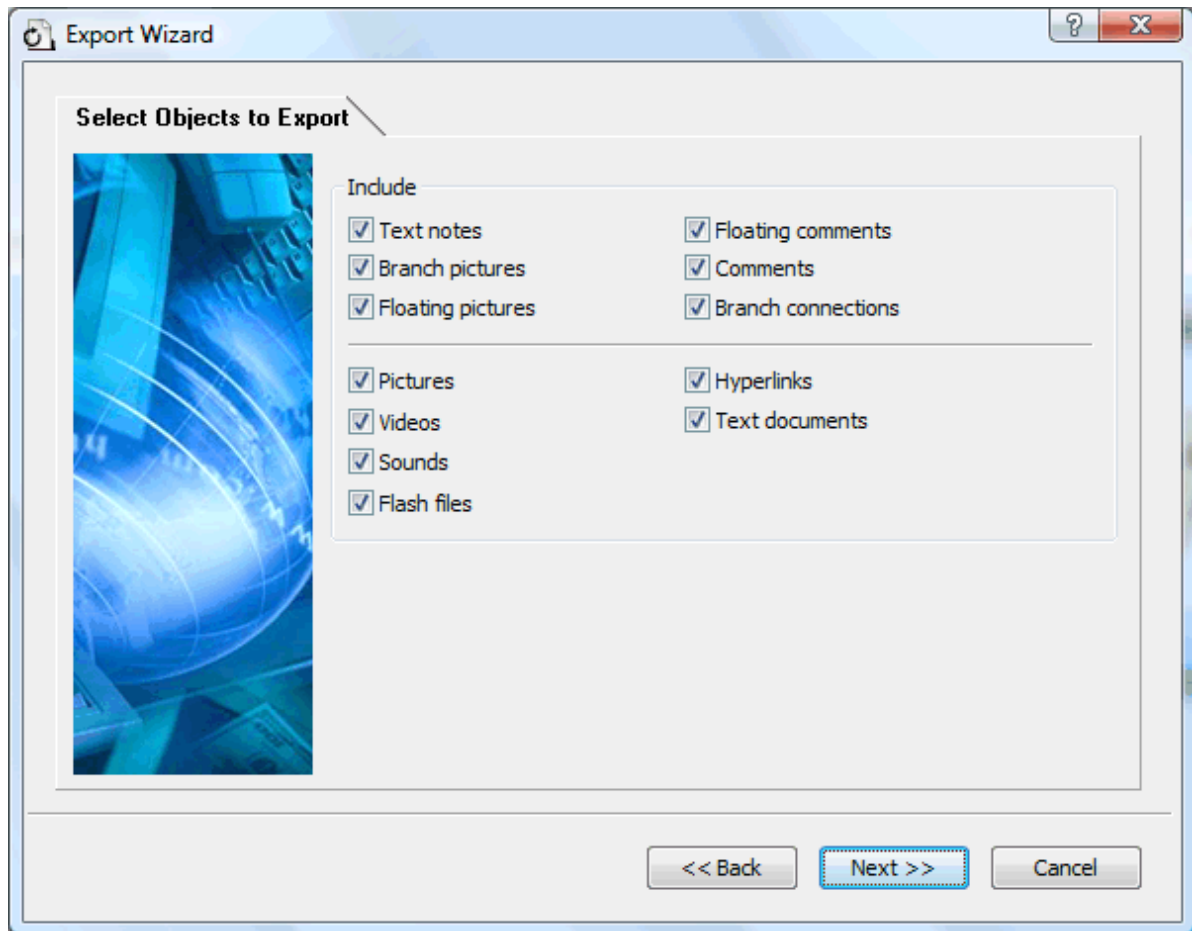 Export Wizard
Select Objects to Export
Include
Text notes
Floating comments
Branch pictures
Comments
Floating pictures
Branch connections
Pictures
Hyperlinks
Videos
Text documents
Sounds
Flash files
<< Back
Next >>
Cancel